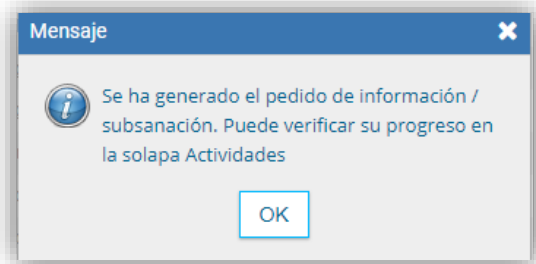 Mensaje
Se ha generado el pedido de información /
subsanación. Puede verificar su progreso en
la solapa Actividades
OK